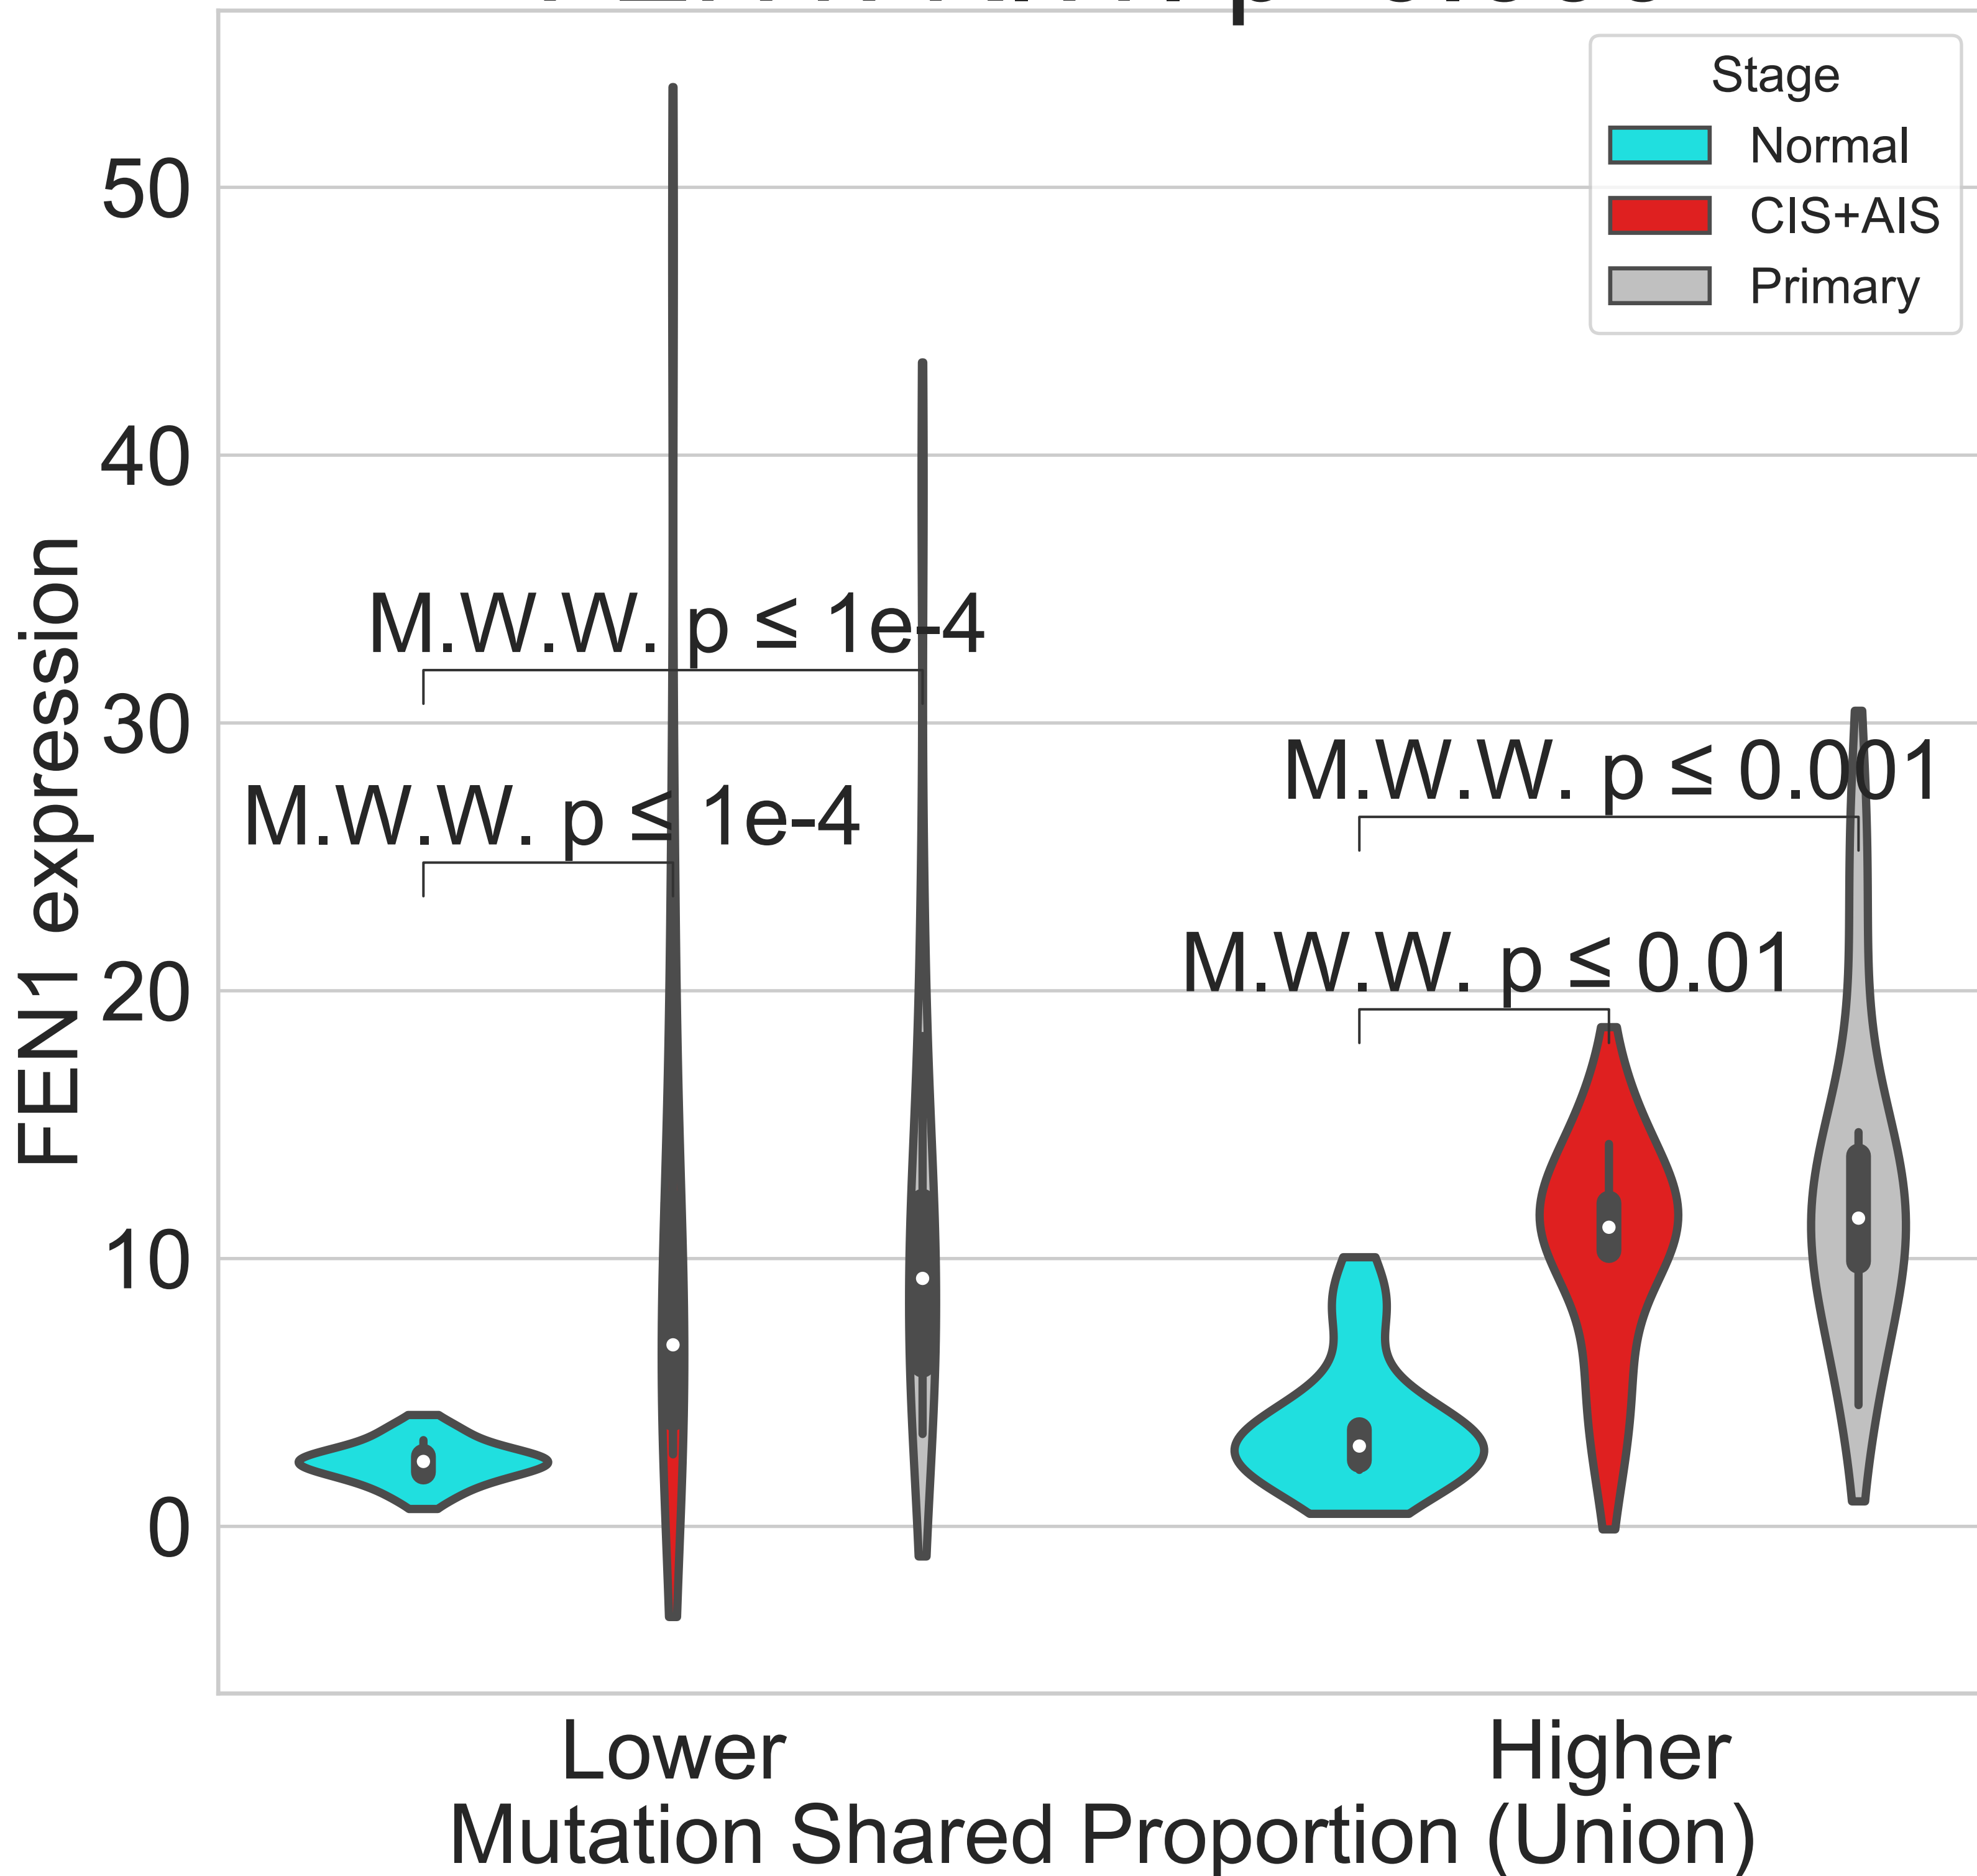 Stage
Normal
CIS+AIS
Primary
FEN1 expression
50
40
30
20
10
0
M.W.W. p ≤ 1e-4
M.W.W. p ≤ 1e-4
M.W.W. p ≤ 0.001
M.W.W. p ≤ 0.01
Lower
Higher
Mutation Shared Proportion (Union)